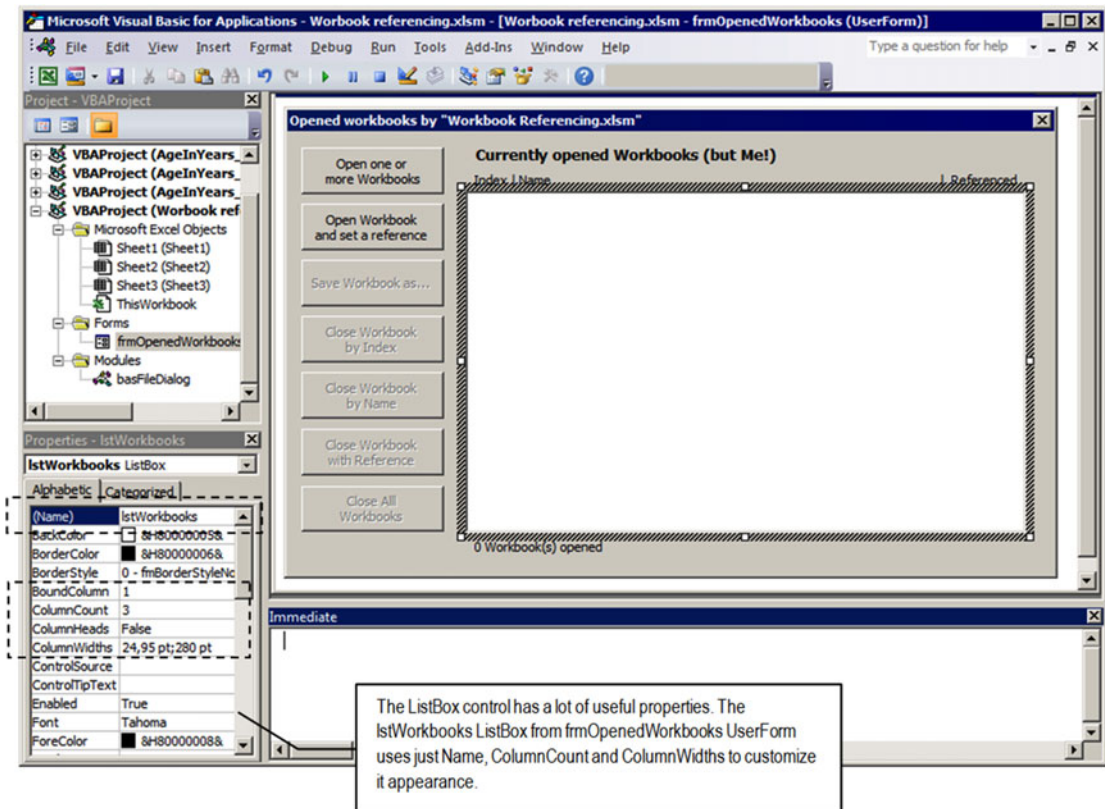 Microsoft Visual Basic for Applications - Worbook referencing.xlsm - [Worbook referencing.xlsm - frmOpenedWorkbooks (UserForm)]
File Edit View Insert Format Debug Run Tools Add-Ins Window Help
Type a question for help
Project - VBAProject
VBAProject (AgeInYears_
VBAProject (AgeInYears_
VBAProject (AgeInYears_
VBAProject (Worbook ref
Microsoft Excel Objects
Sheet1 (Sheet1)
Sheet2 (Sheet2)
Sheet3 (Sheet3)
ThisWorkbook
Forms
frmOpenedWorkbooks
Modules
basFileDialog
Properties - lstWorkbooks
lstWorkbooks ListBox
Alphabetic Categorized
(Name) lstWorkbooks
BackColor &H80000005&
BorderColor &H80000006&
BorderStyle 0 - fmBorderStyleNo
BoundColumn 1
ColumnCount 3
ColumnHeads False
ColumnWidths 24,95 pt;280 pt
ControlSource
ControlTipText
Enabled True
Font Tahoma
ForeColor &H80000008&
Opened workbooks by "Workbook Referencing.xlsm"
Open one or
more Workbooks
Open Workbook
and set a reference
Save Workbook as...
Close Workbook
by Index
Close Workbook
by Name
Close Workbook
with Reference
Close Alll
Workbooks
Currently opened Workbooks (but Me!)
Index | Name | Referenced
0 Workbook(s) opened
Immediate
The ListBox control has a lot of useful properties. The
lstWorkbooks ListBox from frmOpenedWorkbooks UserForm
uses just Name, ColumnCount and ColumnWidths to customize
it appearance.